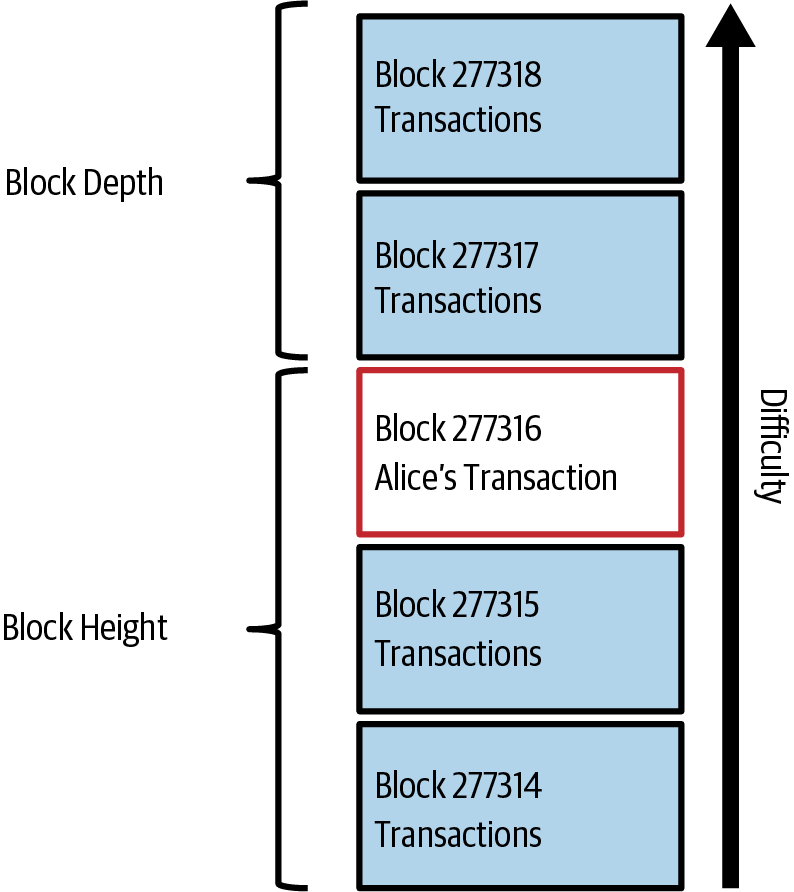 Block 277318
Transactions
Block Depth
Block 277317
Transactions
Block 277316
Alice’s Transaction
Difficulty
Block 277315
Transactions
Block Height
Block 277314
Transactions